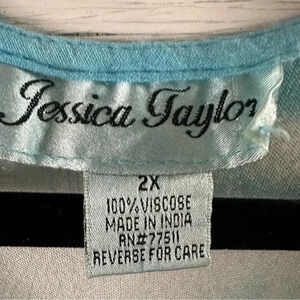 Jessica Taylor
2X
100% VISCOSE
MADE IN INDIA
RN#77511
REVERSE FOR CARE